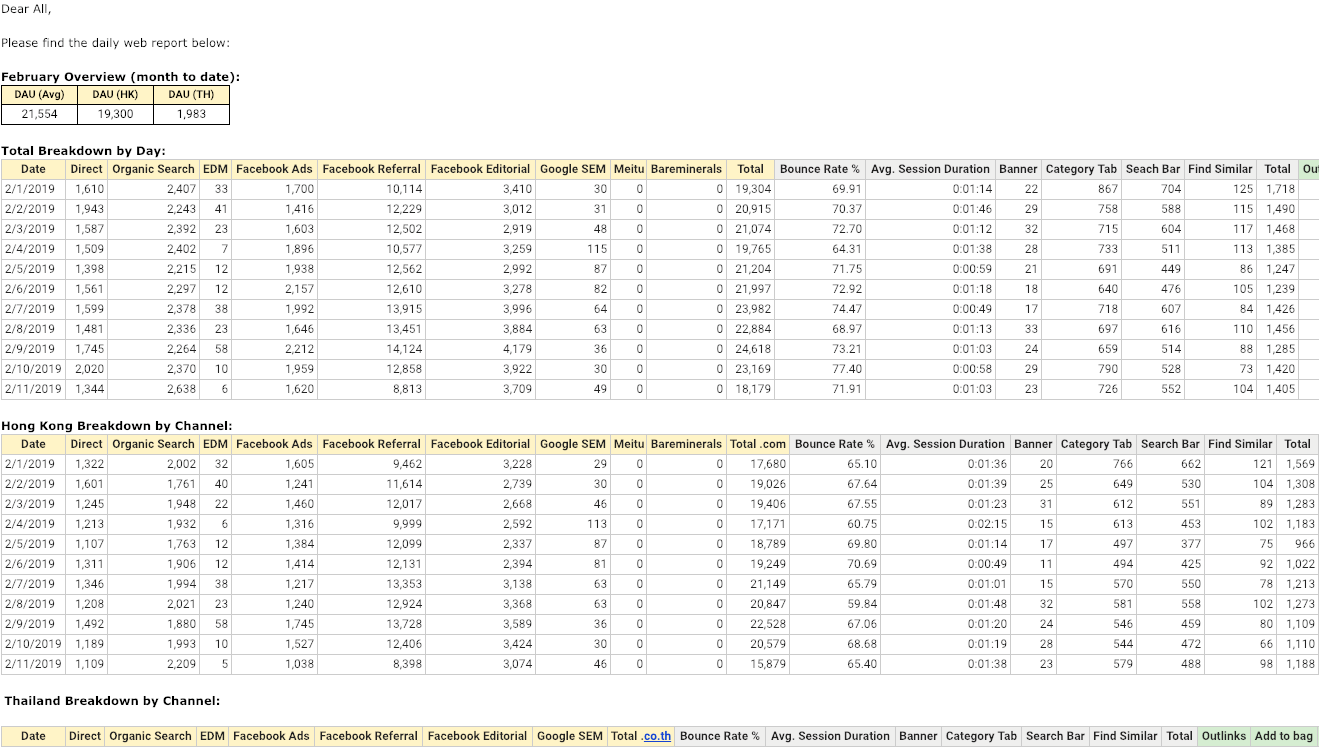 Dear All,
Please find the daily web report below:
February Overview (month to date):
DAU (Avg) DAU (HK) DAU (TH)
21,554 19,300 1,983
Total Breakdown by Day:
Date Direct Organic Search EDM Facebook Ads Facebook Referral Facebook Editorial Google SEM Meitu Bareminerals Total Bounce Rate % Avg. Session Duration Banner Category Tab Seach Bar Find Similar Total
2/1/2019 1,610 2,407 33 1,700 10,114 3,410 30 0 0 19,304 69.91 0:01:14 22 867 704 125 1,718
2/2/2019 1,943 2,243 41 1,416 12,229 3,012 31 0 0 20,915 70.37 0:01:46 29 758 588 115 1,490
2/3/2019 1,587 2,392 23 1,603 12,502 2,919 48 0 0 21,074 72.70 0:01:12 32 715 604 117 1,468
2/4/2019 1,509 2,402 7 1,896 10,577 3,259 115 0 0 19,765 64.31 0:01:38 28 733 511 113 1,385
2/5/2019 1,398 2,215 12 1,938 12,562 2,992 87 0 0 21,204 71.75 0:00:59 21 691 449 86 1,247
2/6/2019 1,561 2,297 12 2,157 12,610 3,278 82 0 0 21,997 72.92 0:01:18 18 640 476 105 1,239
2/7/2019 1,599 2,378 38 1,992 13,915 3,996 64 0 0 23,982 74.47 0:00:49 17 718 607 84 1,426
2/8/2019 1,481 2,336 23 1,646 13,451 3,884 63 0 0 22,884 68.97 0:01:13 33 697 616 110 1,456
2/9/2019 1,745 2,264 58 2,212 14,124 4,179 36 0 0 24,618 73.21 0:01:03 24 659 514 88 1,285
2/10/2019 2,020 2,370 10 1,959 12,858 3,922 30 0 0 23,169 77.40 0:00:58 29 790 528 73 1,420
2/11/2019 1,344 2,638 6 1,620 8,813 3,709 49 0 0 18,179 71.91 0:01:03 23 726 552 104 1,405
Hong Kong Breakdown by Channel:
Date Direct Organic Search EDM Facebook Ads Facebook Referral Facebook Editorial Google SEM Meitu Bareminerals Total .com Bounce Rate % Avg. Session Duration Banner Category Tab Search Bar Find Similar Total
2/1/2019 1,322 2,002 32 1,605 9,462 3,228 29 0 0 17,680 65.10 0:01:36 20 766 662 121 1,569
2/2/2019 1,601 1,761 40 1,241 11,614 2,739 30 0 0 19,026 67.64 0:01:39 25 649 530 104 1,308
2/3/2019 1,245 1,948 22 1,460 12,017 2,668 46 0 0 19,406 67.55 0:01:23 31 612 551 89 1,283
2/4/2019 1,213 1,932 6 1,316 9,999 2,592 113 0 0 17,171 60.75 0:02:15 15 613 453 102 1,183
2/5/2019 1,107 1,763 12 1,384 12,099 2,337 87 0 0 18,789 69.80 0:01:14 17 497 377 75 966
2/6/2019 1,311 1,906 12 1,414 12,131 2,394 81 0 0 19,249 70.69 0:00:49 11 494 425 92 1,022
2/7/2019 1,346 1,994 38 1,217 13,353 3,138 63 0 0 21,149 65.79 0:01:01 15 570 550 78 1,213
2/8/2019 1,208 2,021 23 1,240 12,924 3,368 63 0 0 20,847 59.84 0:01:48 32 581 558 102 1,273
2/9/2019 1,492 1,880 58 1,745 13,728 3,589 36 0 0 22,528 67.06 0:01:20 24 546 459 80 1,109
2/10/2019 1,189 1,993 10 1,527 12,406 3,424 30 0 0 20,579 68.68 0:01:19 28 544 472 66 1,110
2/11/2019 1,109 2,209 5 1,038 8,398 3,074 46 0 0 15,879 65.40 0:01:38 23 579 488 98 1,188
Thailand Breakdown by Channel:
Date Direct Organic Search EDM Facebook Ads Facebook Referral Facebook Editorial Google SEM Total .co.th Bounce Rate % Avg. Session Duration Banner Category Tab Search Bar Find Similar Total Outlinks Add to bag